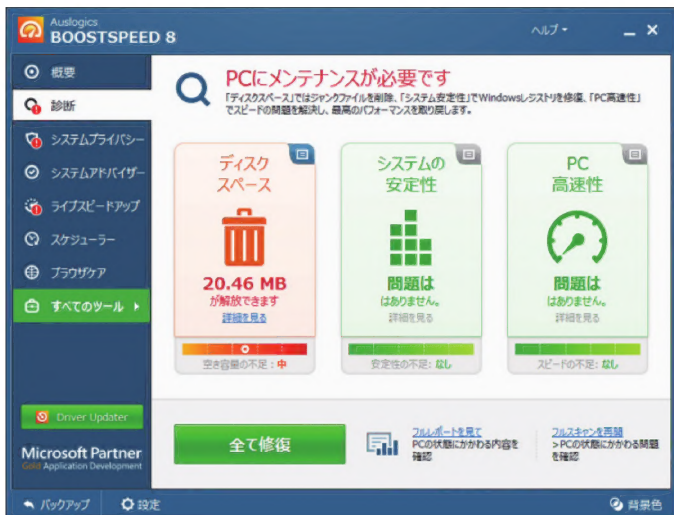 Auslogics
BOOSTSPEED 8
ヘルプ
概要
診断
システムプライバシー
システムアドバイザー
ライブスピードアップ
スケジューラー
ブラウザケア
すべてのツール
Driver Updater
Microsoft Partner
Gold Application Development
PCにメンテナンスが必要です
「ディスクスペース」ではジャンクファイルを削除、「システム安定性」でWindowsレジストリを修復、「PC高速性」
でスピードの問題を解決し、最高のパフォーマンスを取り戻します。
ディスク
スペース
20.46 MB
が解放できます
詳細を見る
空き容量の不足：中
システムの
安定性
問題は
はありません。
詳細を見る
安定性の不足：なし
PC
高速性
問題は
はありません。
詳細を見る
スピードの不足：なし
全て修復
フルレポートを見て
PCの状態にかかわる内容を
確認
フルスキャンを再開
>PCの状態にかかわる問題
を確認
バックアップ
設定
背景色